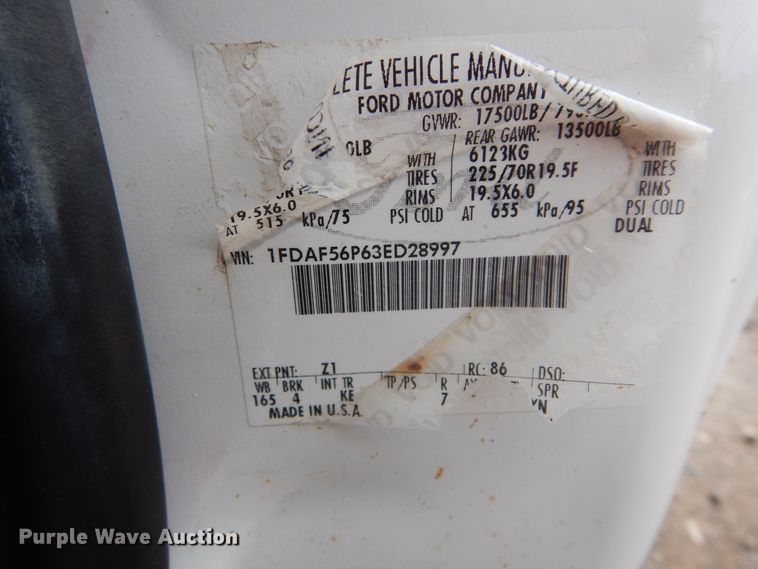 LETE VEHICLE MANU
FORD MOTOR COMPANY
GVWR: 17500LB/
0LB REAR GAWR: 13500LB
WITH 6123KG WITH
TIRES 225/70R19.5F TIRES
19.5X6.0 RIMS 19.5X6.0 RIMS
AT 515 kPa/75 PSI COLD AT 655 kPa/95 PSI COLD
DUAL
VIN: 1FDAF56P63ED28997
EXT PNT: Z1 RC: 86 DSO:
WB BRK INT TR TP/PS R SPR
165 4 KE 7
MADE IN U.S.A.
Purple Wave Auction